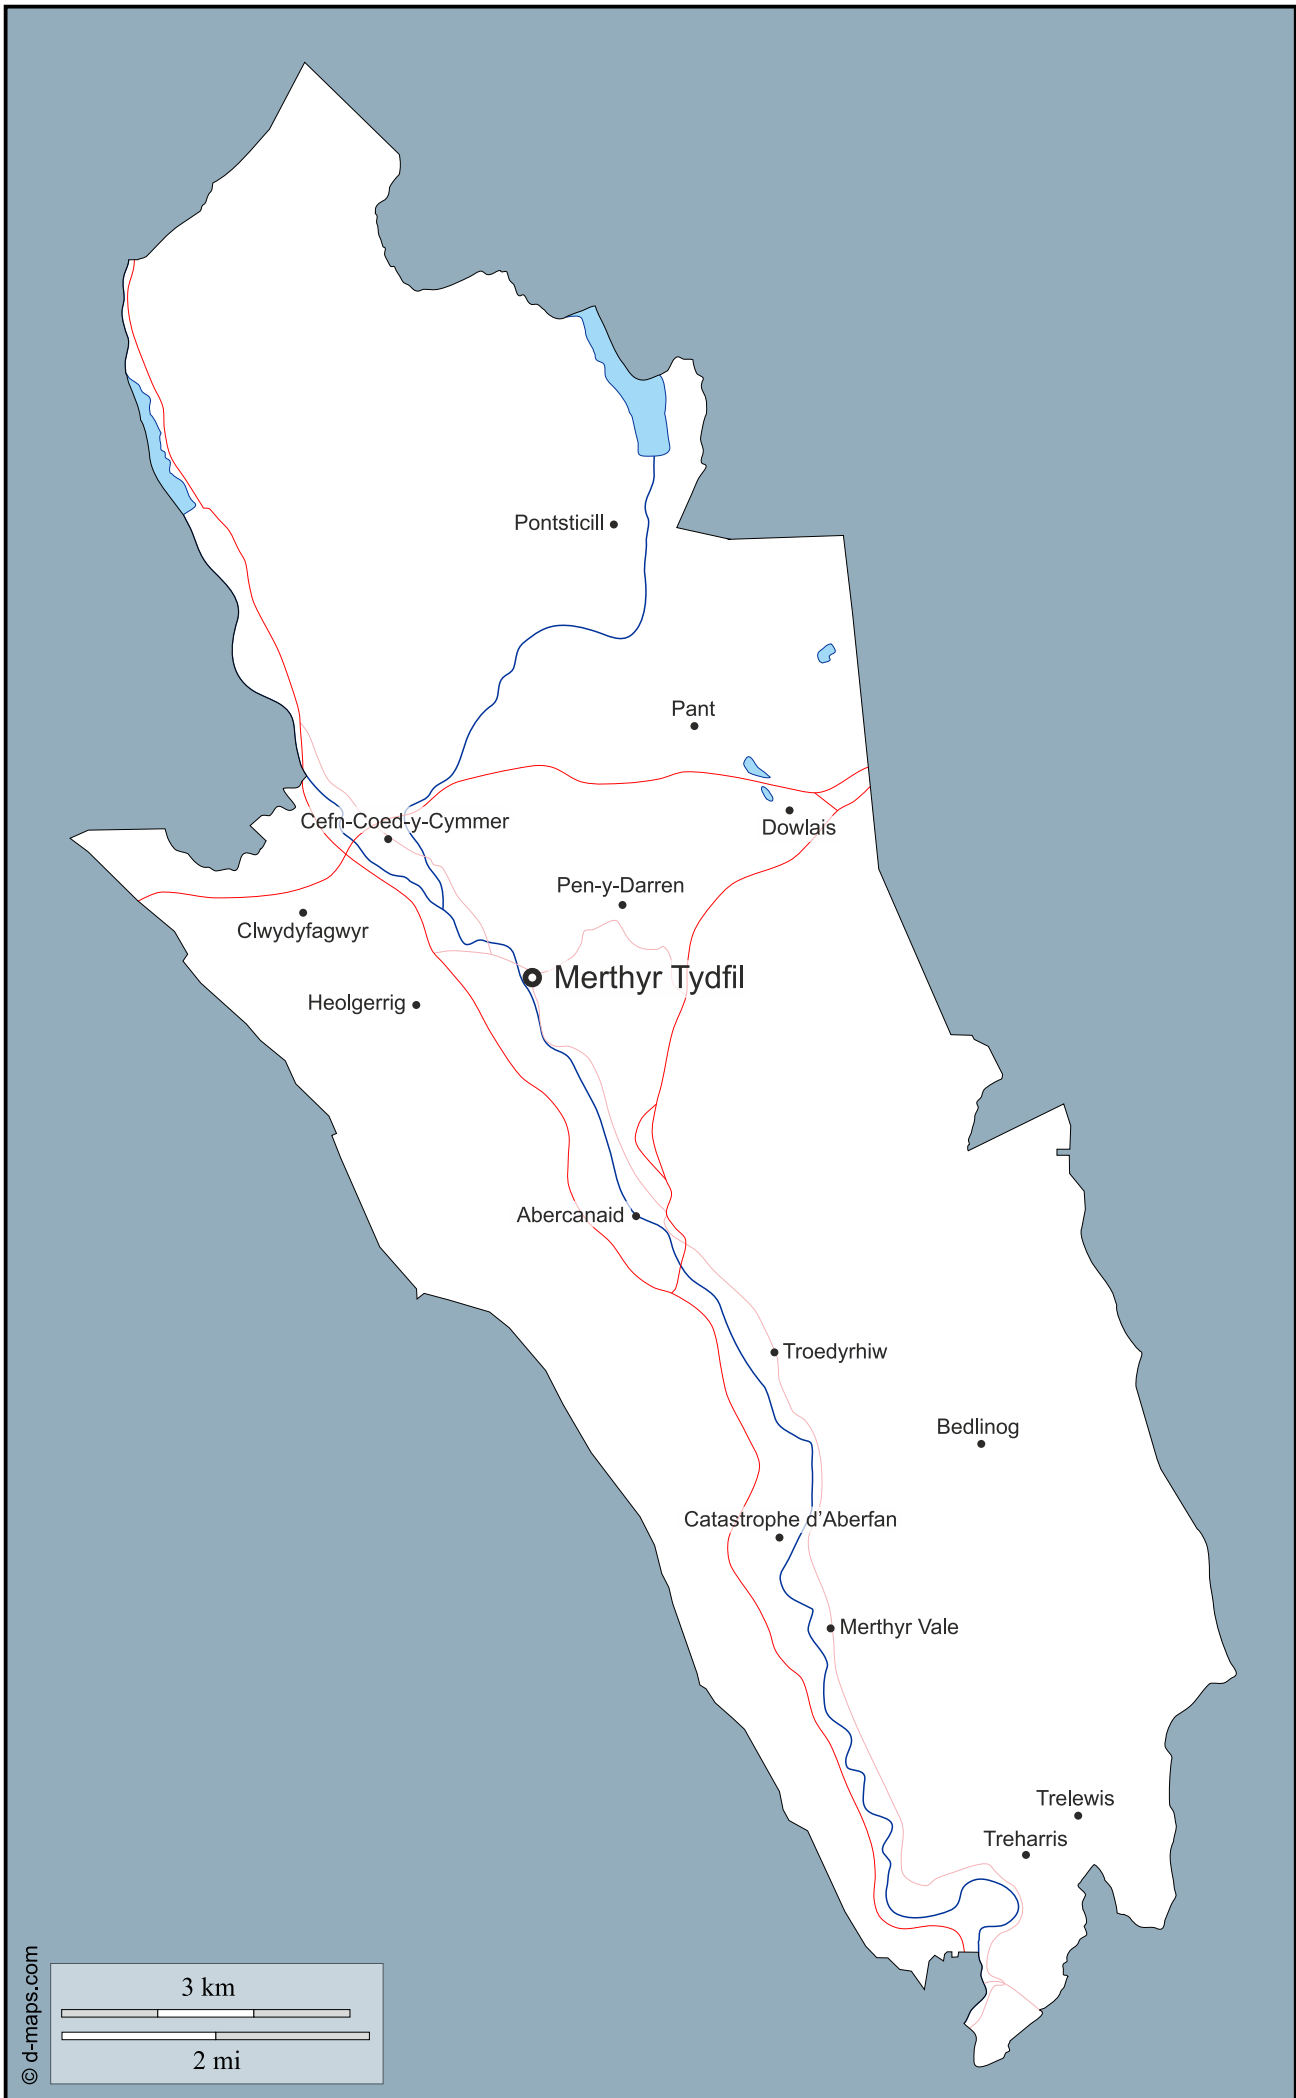 Pontsticill
Pant
Cefn-Coed-y-Cymmer
Dowlais
Pen-y-Darren
Clwydyfagwyr
Merthyr Tydfil
Heolgerrig
Abercanaid
Troedyrhiw
Bedlinog
Catastrophe d'Aberfan
Merthyr Vale
Trelewis
Treharris
© d-maps.com
3 km
2 mi